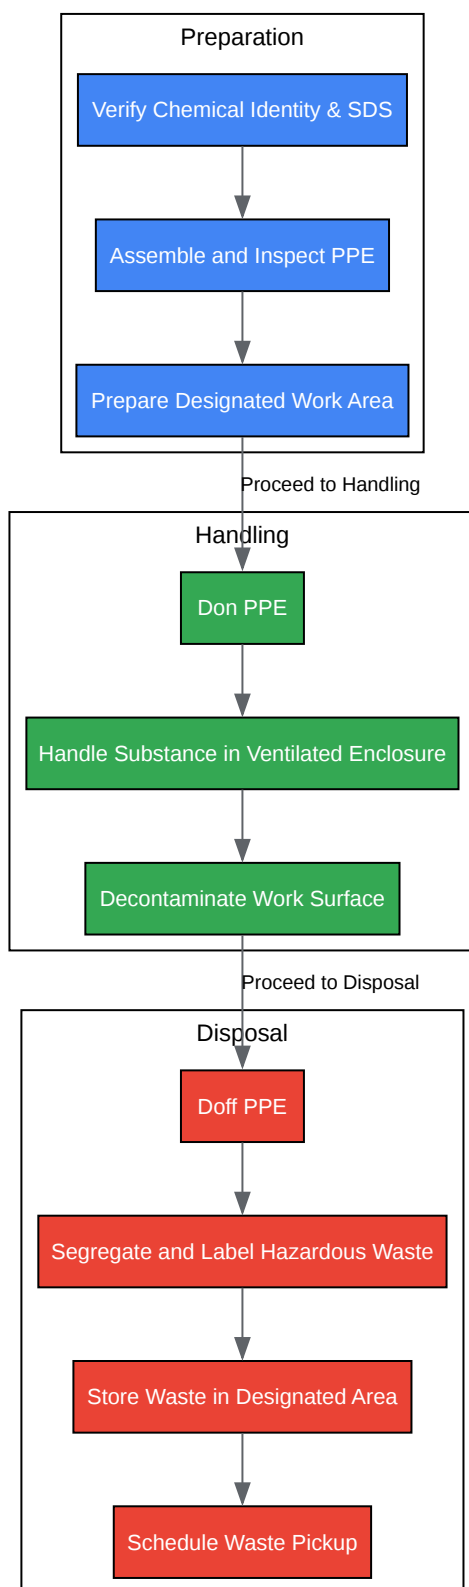 Preparation
Verify Chemical Identity & SDS
Assemble and Inspect PPE
Prepare Designated Work Area
Proceed to Handling
Handling
Don PPE
Handle Substance in Ventilated Enclosure
Decontaminate Work Surface
Proceed to Disposal
Disposal
Doff PPE
Segregate and Label Hazardous Waste
Store Waste in Designated Area
Schedule Waste Pickup